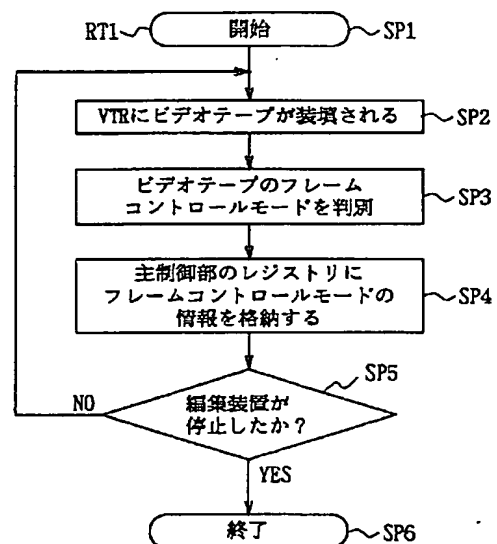 RT1 開始 SP1
VTRにビデオテープが装填される SP2
ビデオテープのフレーム
コントロールモードを判別 SP3
主制御部のレジストリに
フレームコントロールモードの
情報を格納する SP4
SP5
編集装置が
停止したか？
NO
YES
終了 SP6